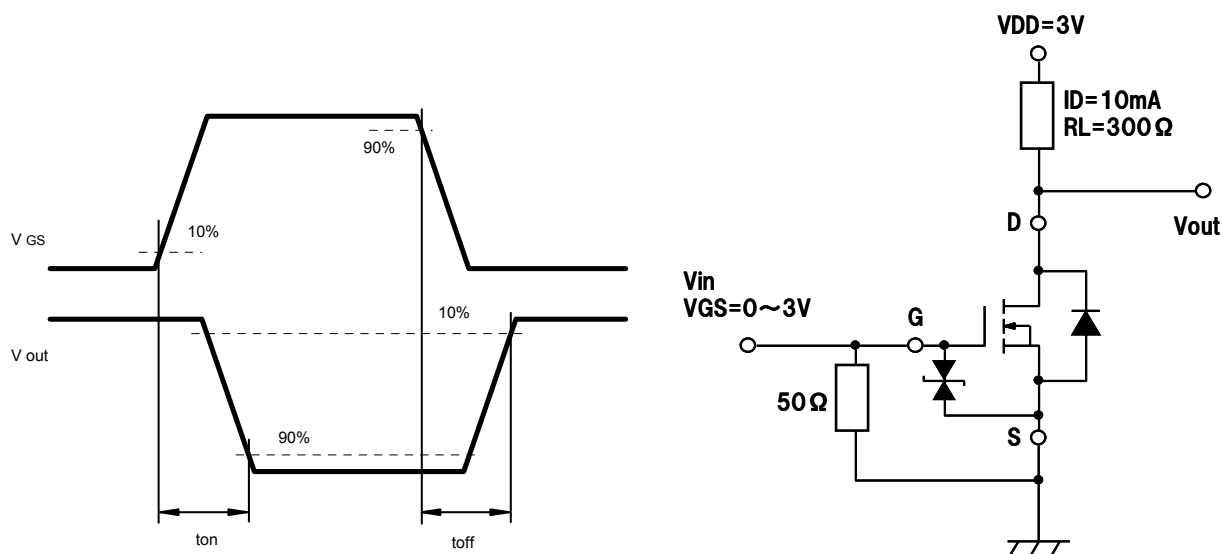 90%
10%
V GS
10%
V out
90%
ton
toff
VDD=3V
ID=10mA
RL=300Ω
D
Vout
Vin
VGS=0～3V
G
50Ω
S